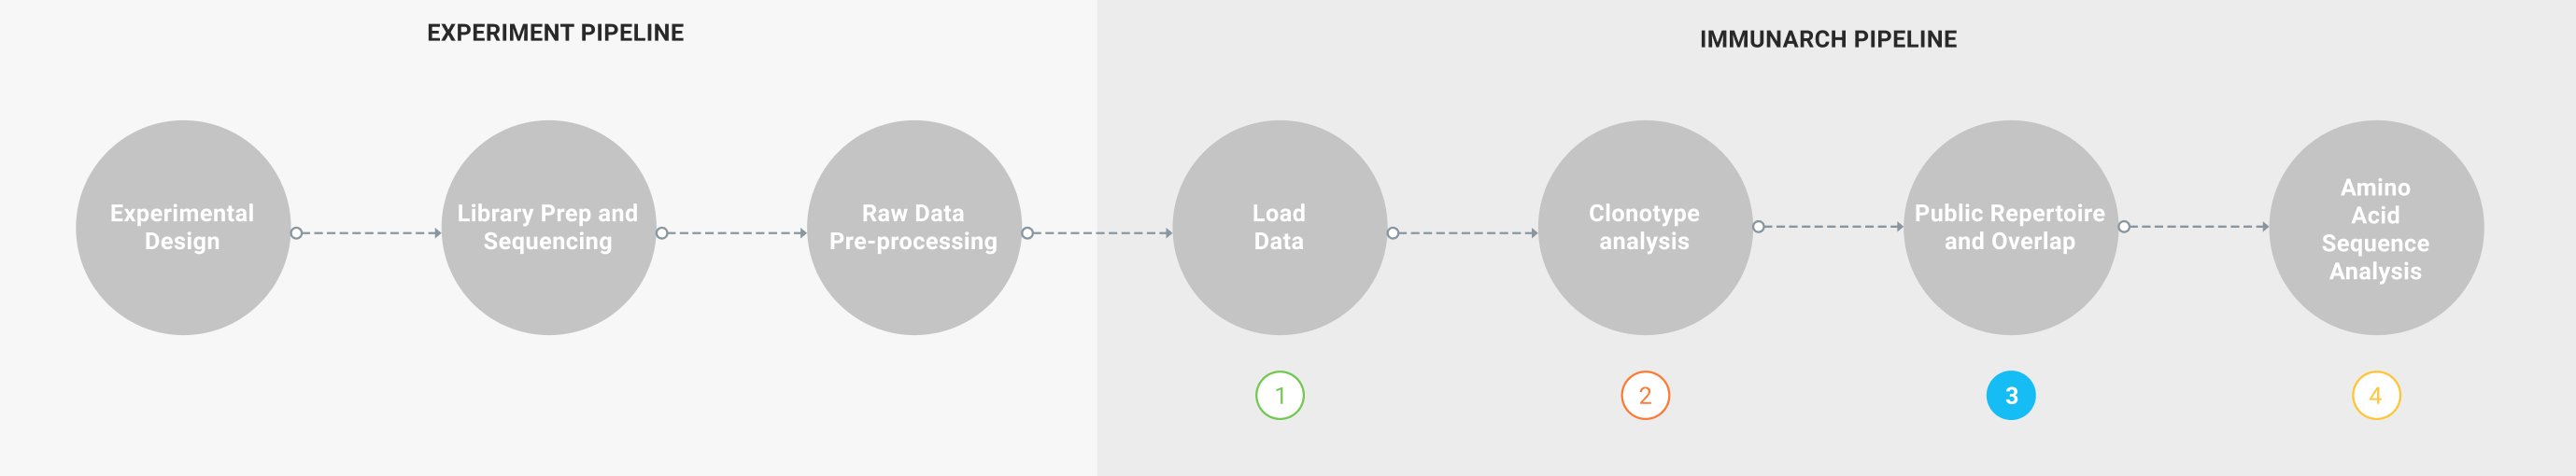 EXPERIMENT PIPELINE
IMMUNARCH PIPELINE
Experimental
Design
Library Prep and
Sequencing
Raw Data
Pre-processing
Load
Data
Clonotype
analysis
Public Repertoire
and Overlap
Amino
Acid
Sequence
Analysis
1
2
3
4